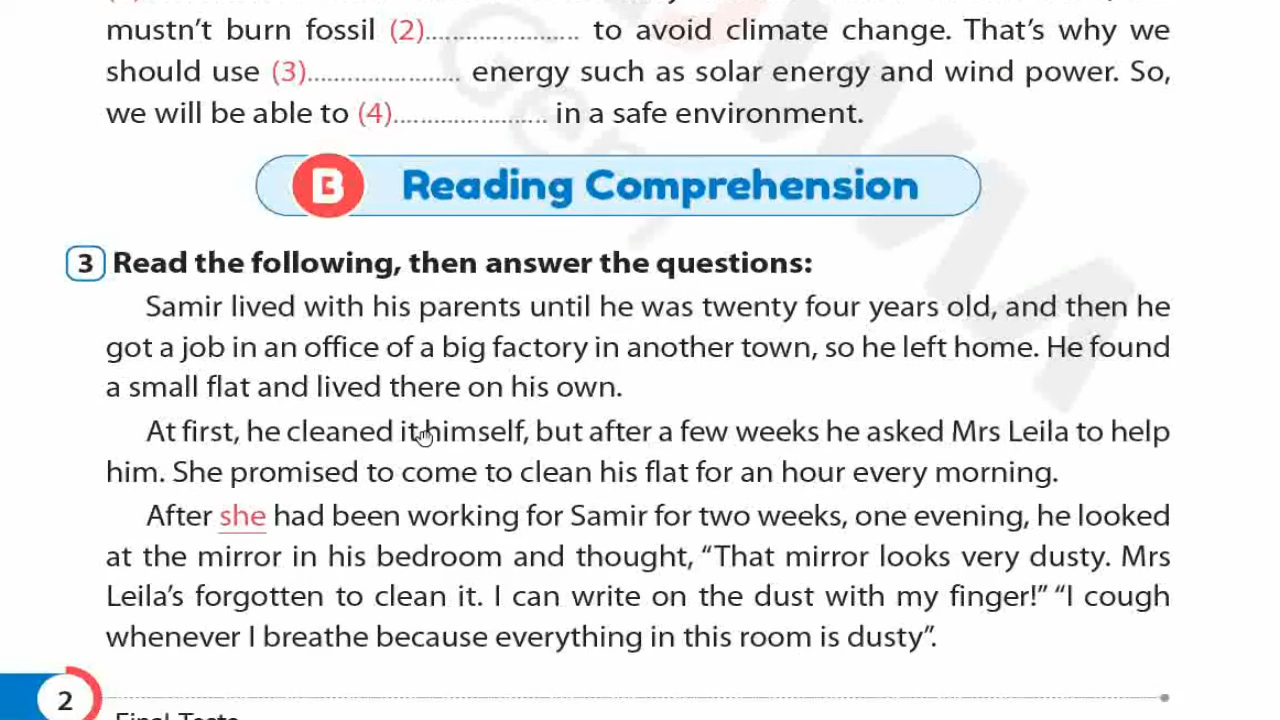 mustn't burn fossil (2)...................... to avoid climate change. That's why we
should use (3)...................... energy such as solar energy and wind power. So,
we will be able to (4)...................... in a safe environment.
B Reading Comprehension
3 Read the following, then answer the questions:
Samir lived with his parents until he was twenty four years old, and then he
got a job in an office of a big factory in another town, so he left home. He found
a small flat and lived there on his own.
At first, he cleaned it himself, but after a few weeks he asked Mrs Leila to help
him. She promised to come to clean his flat for an hour every morning.
After she had been working for Samir for two weeks, one evening, he looked
at the mirror in his bedroom and thought, "That mirror looks very dusty. Mrs
Leila's forgotten to clean it. I can write on the dust with my finger!" "I cough
whenever I breathe because everything in this room is dusty".
2
Final Tests